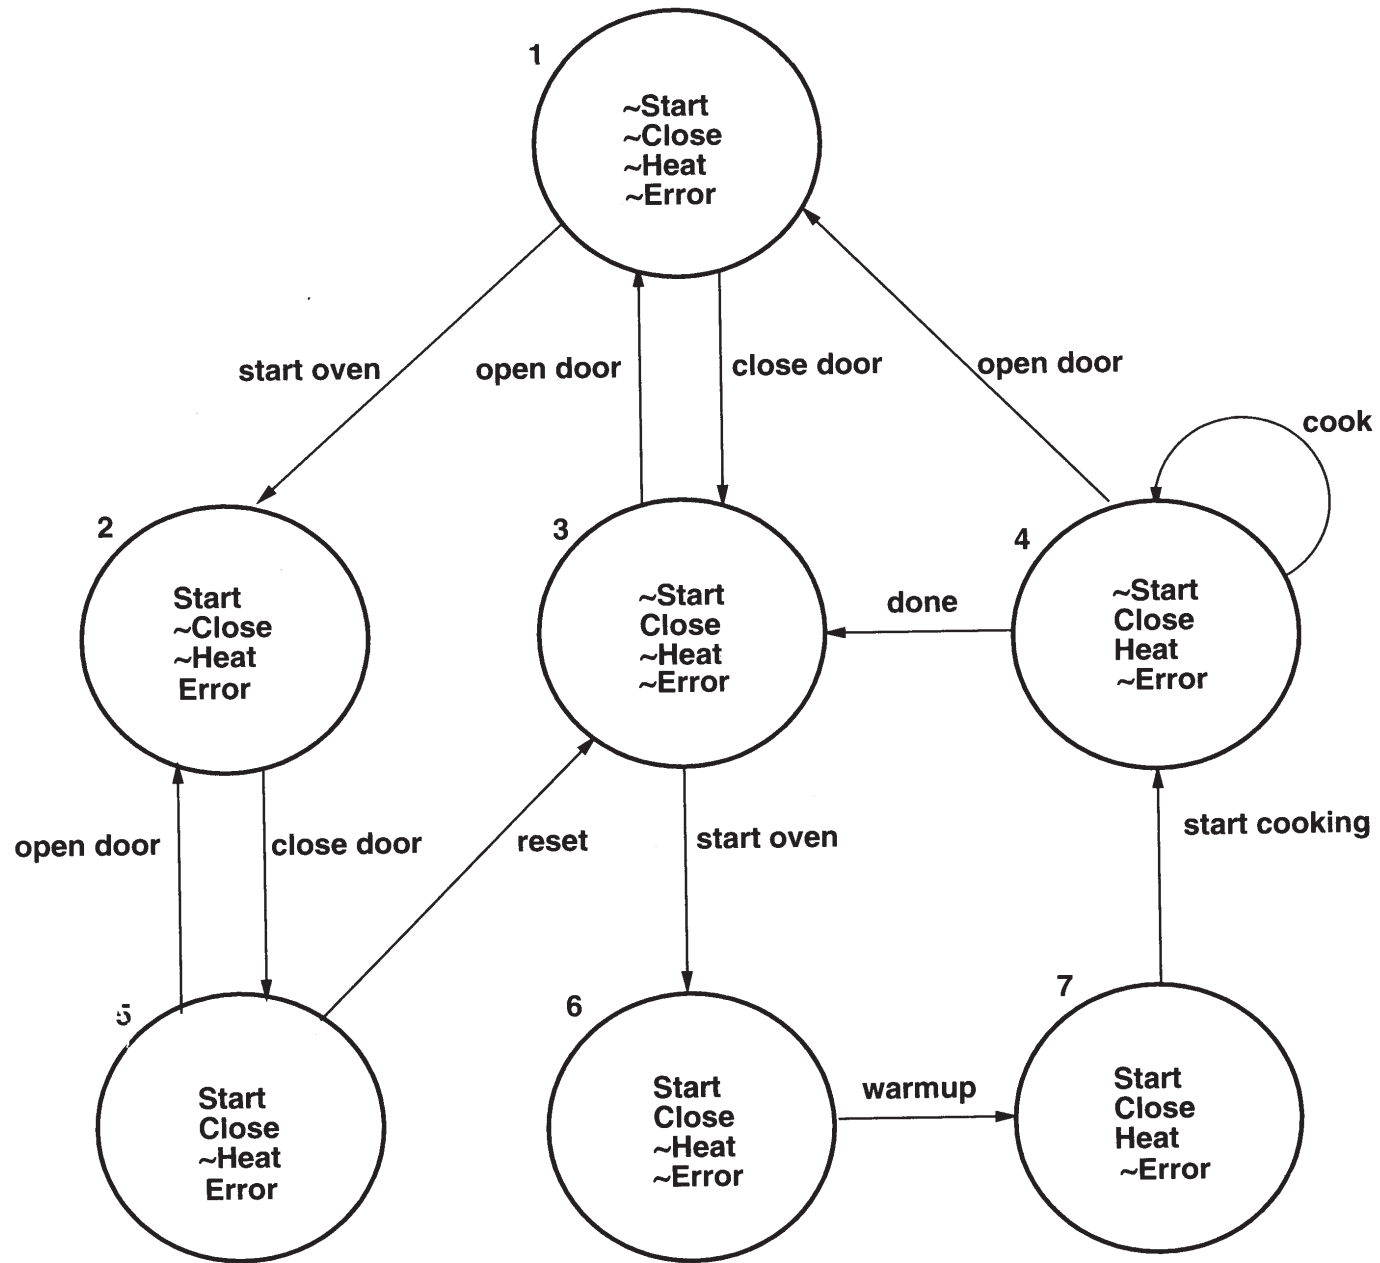 1
~Start
~Close
~Heat
~Error
start oven
open door
close door
open door
cook
2
Start
~Close
~Heat
Error
3
~Start
Close
~Heat
~Error
done
4
~Start
Close
Heat
~Error
open door
close door
reset
start oven
start cooking
5
Start
Close
~Heat
Error
6
Start
Close
~Heat
~Error
warmup
7
Start
Close
Heat
~Error